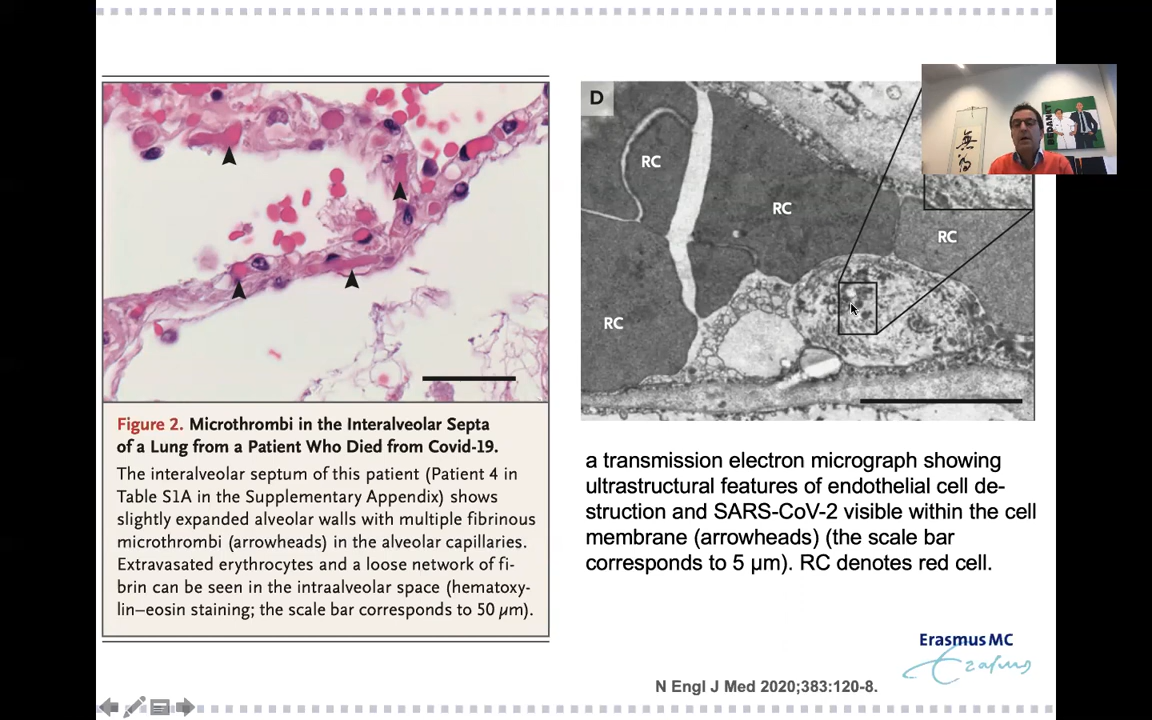 Figure 2. Microthrombi in the Interalveolar Septa
of a Lung from a Patient Who Died from Covid-19.
The interalveolar septum of this patient (Patient 4 in
Table S1A in the Supplementary Appendix) shows
slightly expanded alveolar walls with multiple fibrinous
microthrombi (arrowheads) in the alveolar capillaries.
Extravasated erythrocytes and a loose network of fi-
brin can be seen in the intraalveolar space (hematoxy-
lin–eosin staining; the scale bar corresponds to 50 μm).
D
RC
RC
RC
RC
a transmission electron micrograph showing
ultrastructural features of endothelial cell de-
struction and SARS-CoV-2 visible within the cell
membrane (arrowheads) (the scale bar
corresponds to 5 μm). RC denotes red cell.
Erasmus MC
Erasmus
N Engl J Med 2020;383:120-8.